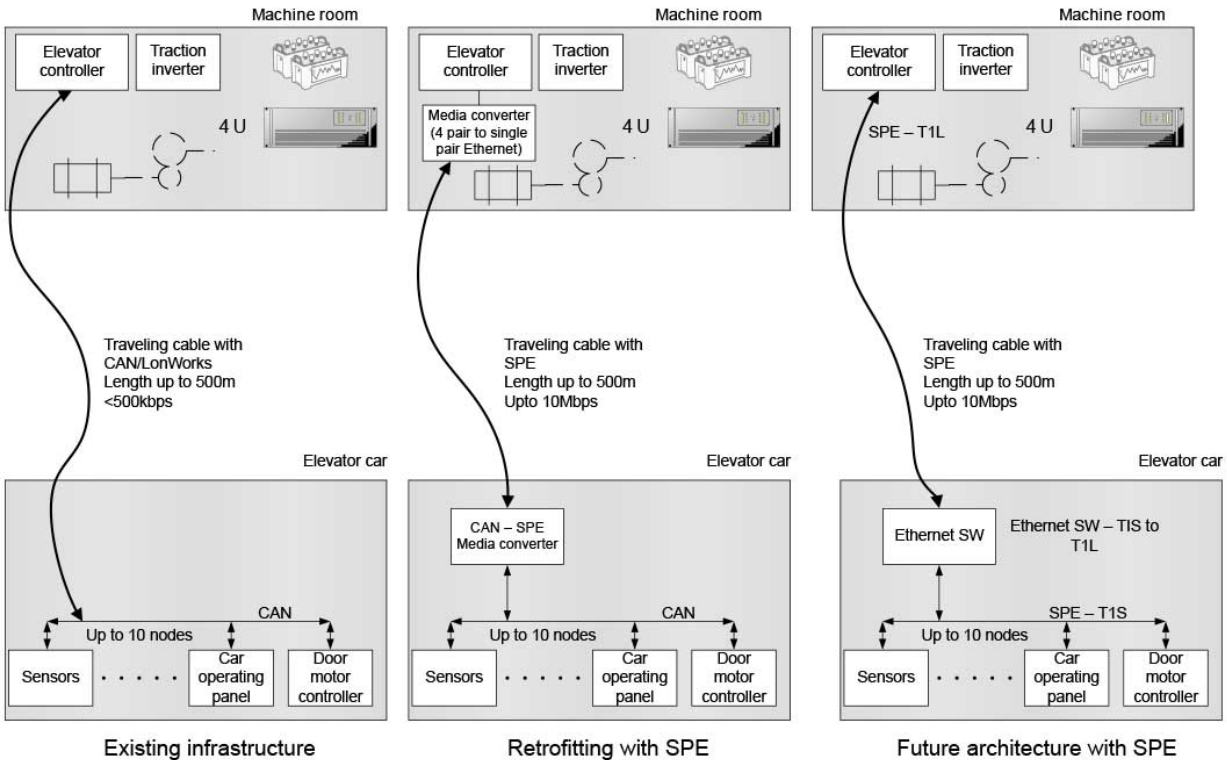 Machine room
Elevator
controller
Traction
inverter
4 U
Traveling cable with
CAN/LonWorks
Length up to 500m
<500kbps
Elevator car
CAN
Up to 10 nodes
Sensors
Car
operating
panel
Door
motor
controller
Existing infrastructure
Machine room
Elevator
controller
Traction
inverter
Media converter
(4 pair to single
pair Ethernet)
4 U
Traveling cable with
SPE
Length up to 500m
Upto 10Mbps
Elevator car
CAN – SPE
Media converter
CAN
Up to 10 nodes
Sensors
Car
operating
panel
Door
motor
controller
Retrofitting with SPE
Machine room
Elevator
controller
Traction
inverter
SPE – T1L
4 U
Traveling cable with
SPE
Length up to 500m
Upto 10Mbps
Elevator car
Ethernet SW
Ethernet SW – TIS to
T1L
SPE – T1S
Up to 10 nodes
Sensors
Car
operating
panel
Door
motor
controller
Future architecture with SPE